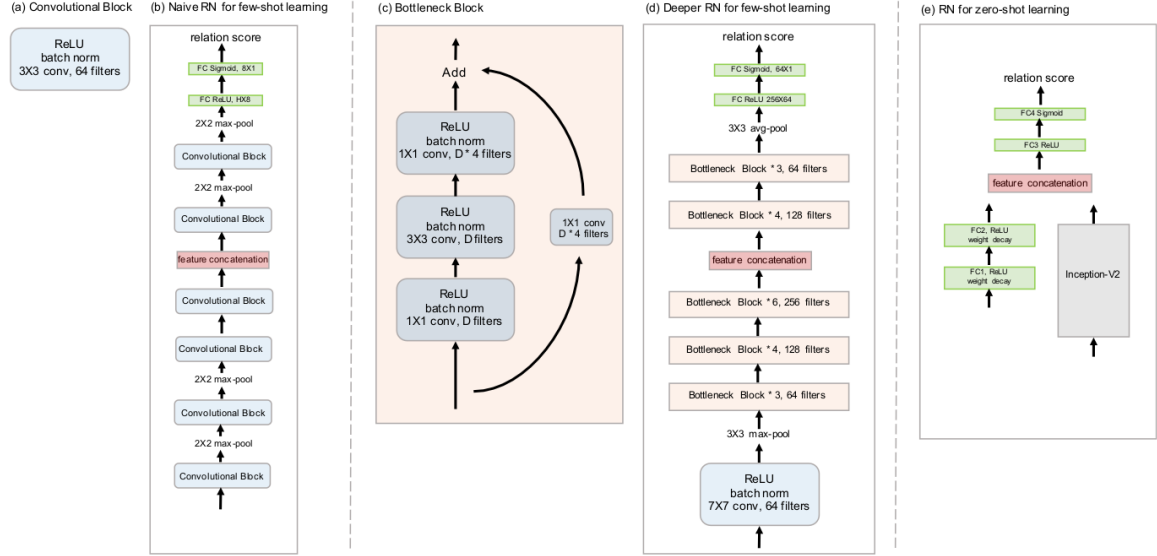 (a) Convolutional Block
ReLU
batch norm
3X3 conv, 64 filters
(b) Naive RN for few-shot learning
relation score
FC Sigmoid, 8X1
FC ReLU, HX8
2X2 max-pool
Convolutional Block
2X2 max-pool
Convolutional Block
feature concatenation
Convolutional Block
Convolutional Block
2X2 max-pool
Convolutional Block
2X2 max-pool
Convolutional Block
(c) Bottleneck Block
Add
ReLU
batch norm
1X1 conv, D * 4 filters
ReLU
batch norm
3X3 conv, D filters
ReLU
batch norm
1X1 conv, D filters
1X1 conv
D * 4 filters
(d) Deeper RN for few-shot learning
relation score
FC Sigmoid, 64X1
FC ReLU 256X64
3X3 avg-pool
Bottleneck Block * 3, 64 filters
Bottleneck Block * 4, 128 filters
feature concatenation
Bottleneck Block * 6, 256 filters
Bottleneck Block * 4, 128 filters
Bottleneck Block * 3, 64 filters
3X3 max-pool
ReLU
batch norm
7X7 conv, 64 filters
(e) RN for zero-shot learning
relation score
FC4 Sigmoid
FC3 ReLU
feature concatenation
FC2, ReLU
weight decay
FC1, ReLU
weight decay
Inception-V2